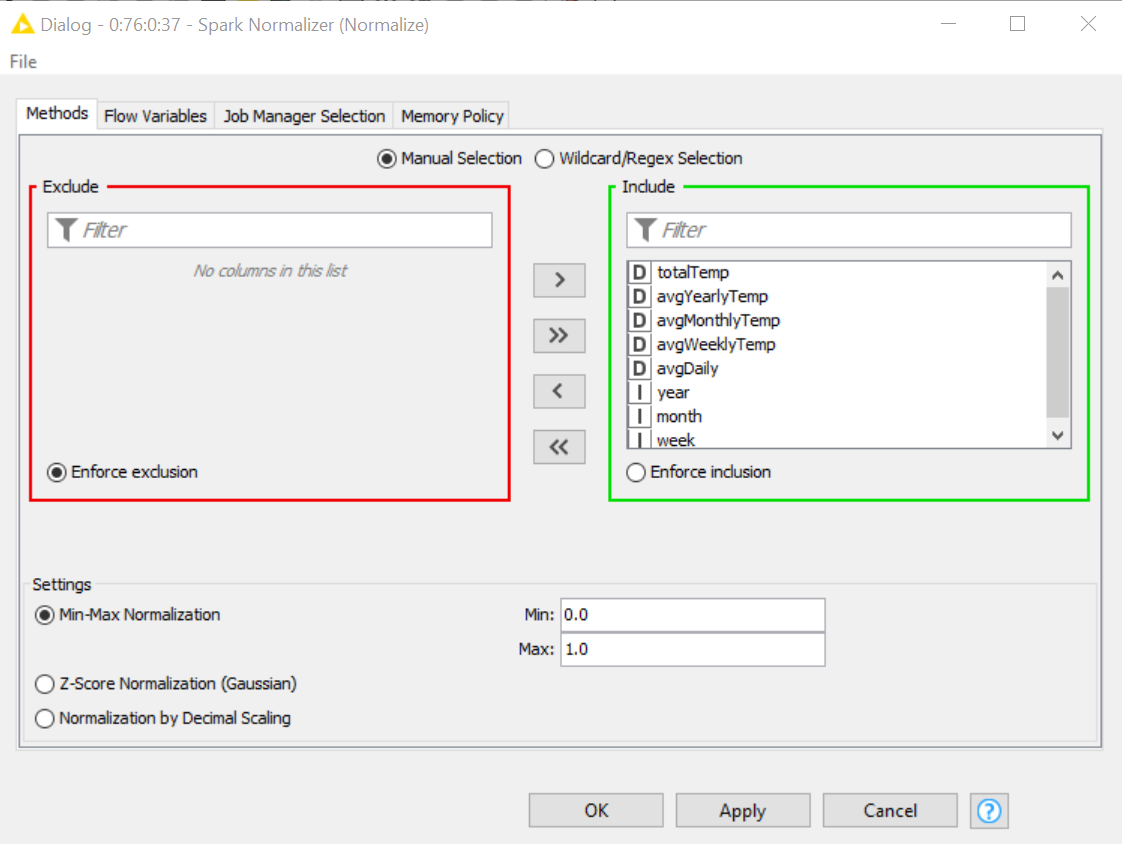 Dialog - 0:76:0:37 - Spark Normalizer (Normalize)
File
Methods Flow Variables Job Manager Selection Memory Policy
Manual Selection Wildcard/Regex Selection
Exclude
Filter
No columns in this list
Enforce exclusion
>
>>
<
<<
Include
Filter
D totalTemp
D avgYearlyTemp
D avgMonthlyTemp
D avgWeeklyTemp
D avgDaily
I year
I month
I week
Enforce inclusion
Settings
Min-Max Normalization
Min: 0.0
Max: 1.0
Z-Score Normalization (Gaussian)
Normalization by Decimal Scaling
OK Apply Cancel ?